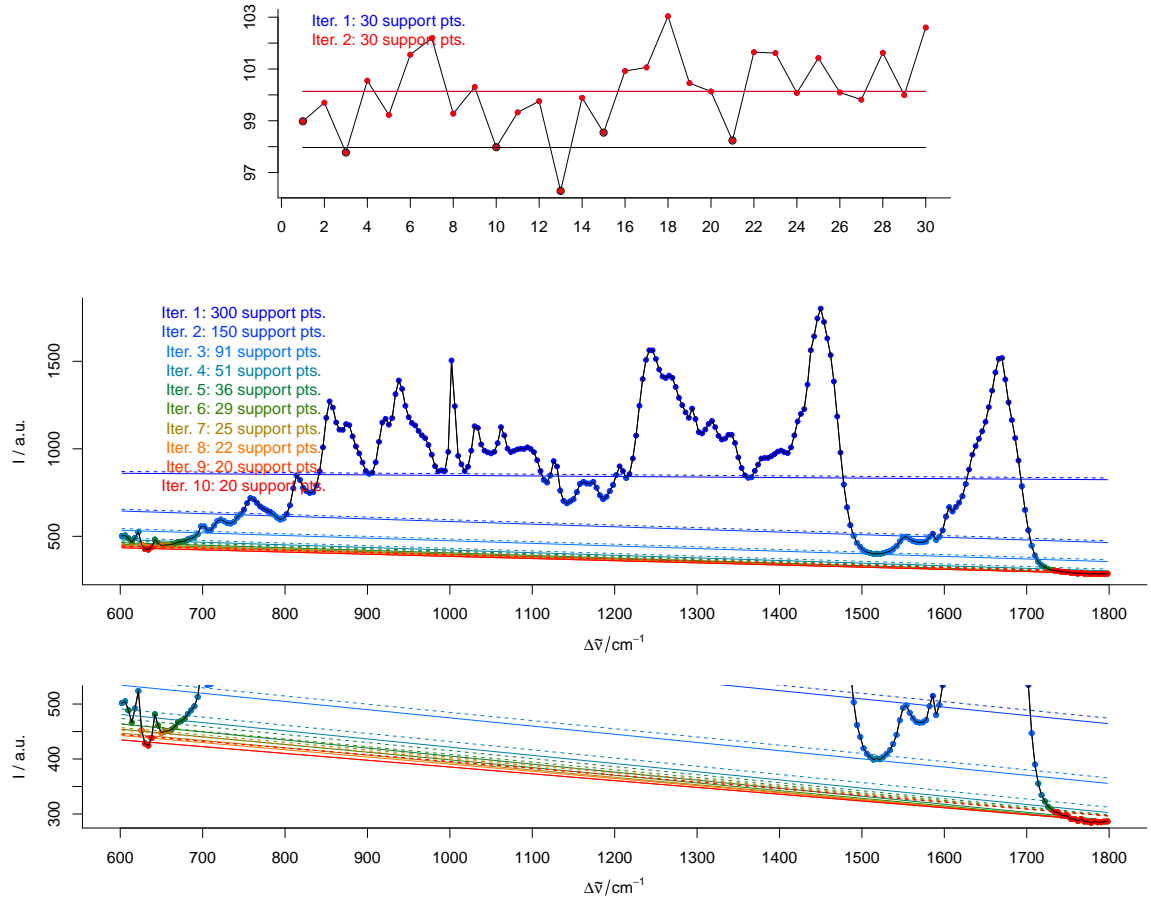 103
101
99
97
Iter. 1: 30 support pts.
Iter. 2: 30 support pts.
0 2 4 6 8 10 12 14 16 18 20 22 24 26 28 30
I / a.u.
1500
1000
500
Iter. 1: 300 support pts.
Iter. 2: 150 support pts.
Iter. 3: 91 support pts.
Iter. 4: 51 support pts.
Iter. 5: 36 support pts.
Iter. 6: 29 support pts.
Iter. 7: 25 support pts.
Iter. 8: 22 support pts.
Iter. 9: 20 support pts.
Iter. 10: 20 support pts.
600 700 800 900 1000 1100 1200 1300 1400 1500 1600 1700 1800
Δν̃/cm⁻¹
I / a.u.
500
400
300
600 700 800 900 1000 1100 1200 1300 1400 1500 1600 1700 1800
Δν̃/cm⁻¹